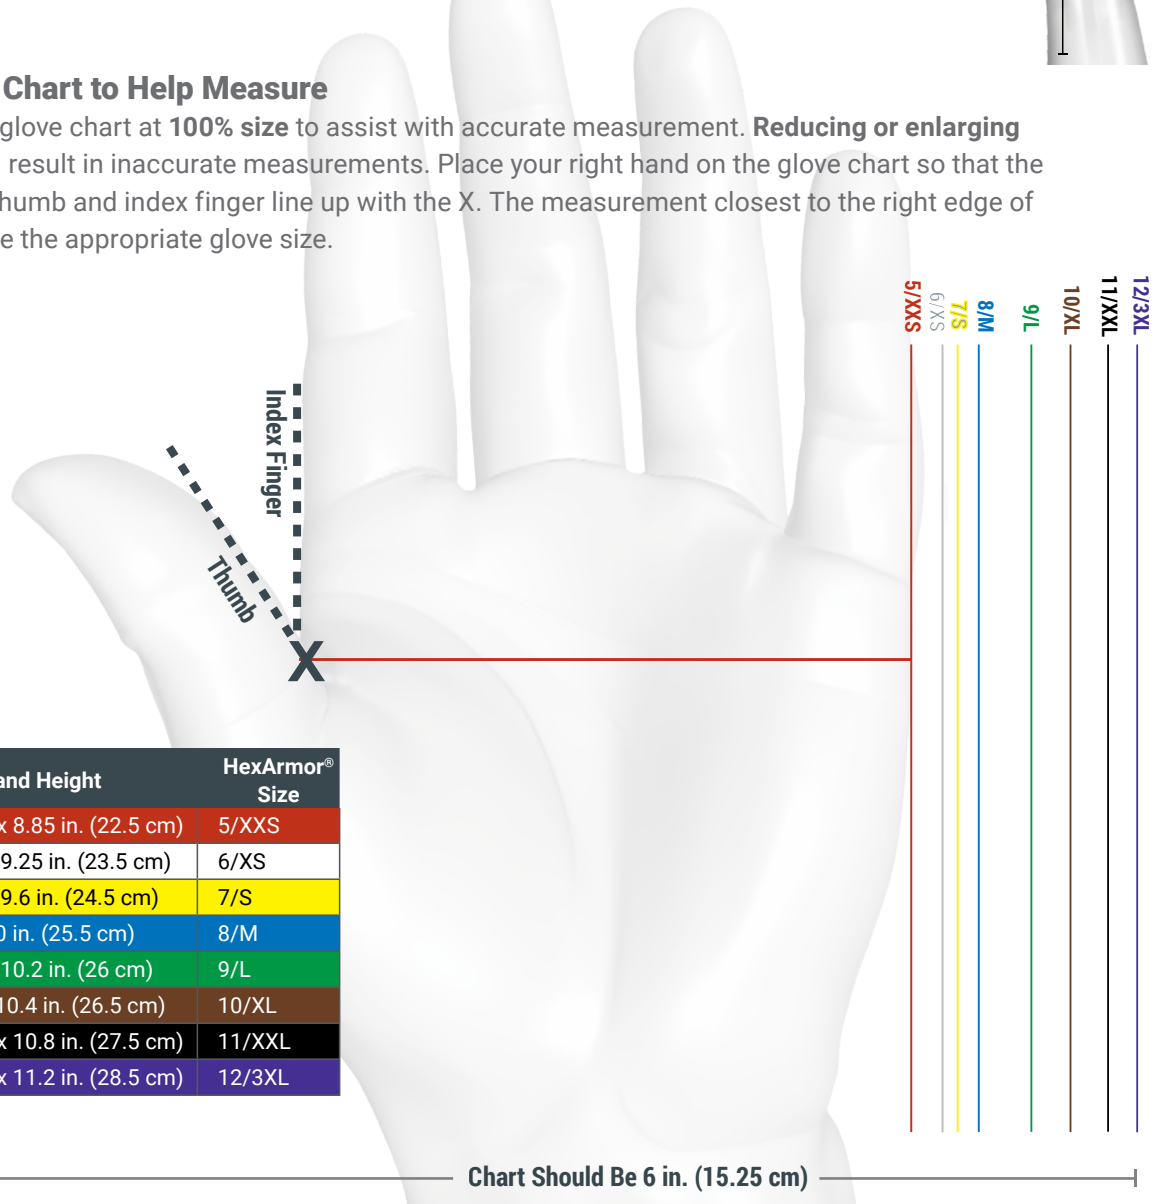 Chart to Help Measure
glove chart at 100% size to assist with accurate measurement. Reducing or enlarging
result in inaccurate measurements. Place your right hand on the glove chart so that the
humb and index finger line up with the X. The measurement closest to the right edge of
e the appropriate glove size.
5/XXS
6/XS
7/S
8/M
9/L
10/XL
11/XXL
12/3XL
Index Finger
Thumb
X
and Height HexArmor® Size
x 8.85 in. (22.5 cm) 5/XXS
9.25 in. (23.5 cm) 6/XS
9.6 in. (24.5 cm) 7/S
0 in. (25.5 cm) 8/M
10.2 in. (26 cm) 9/L
10.4 in. (26.5 cm) 10/XL
x 10.8 in. (27.5 cm) 11/XXL
x 11.2 in. (28.5 cm) 12/3XL
Chart Should Be 6 in. (15.25 cm)